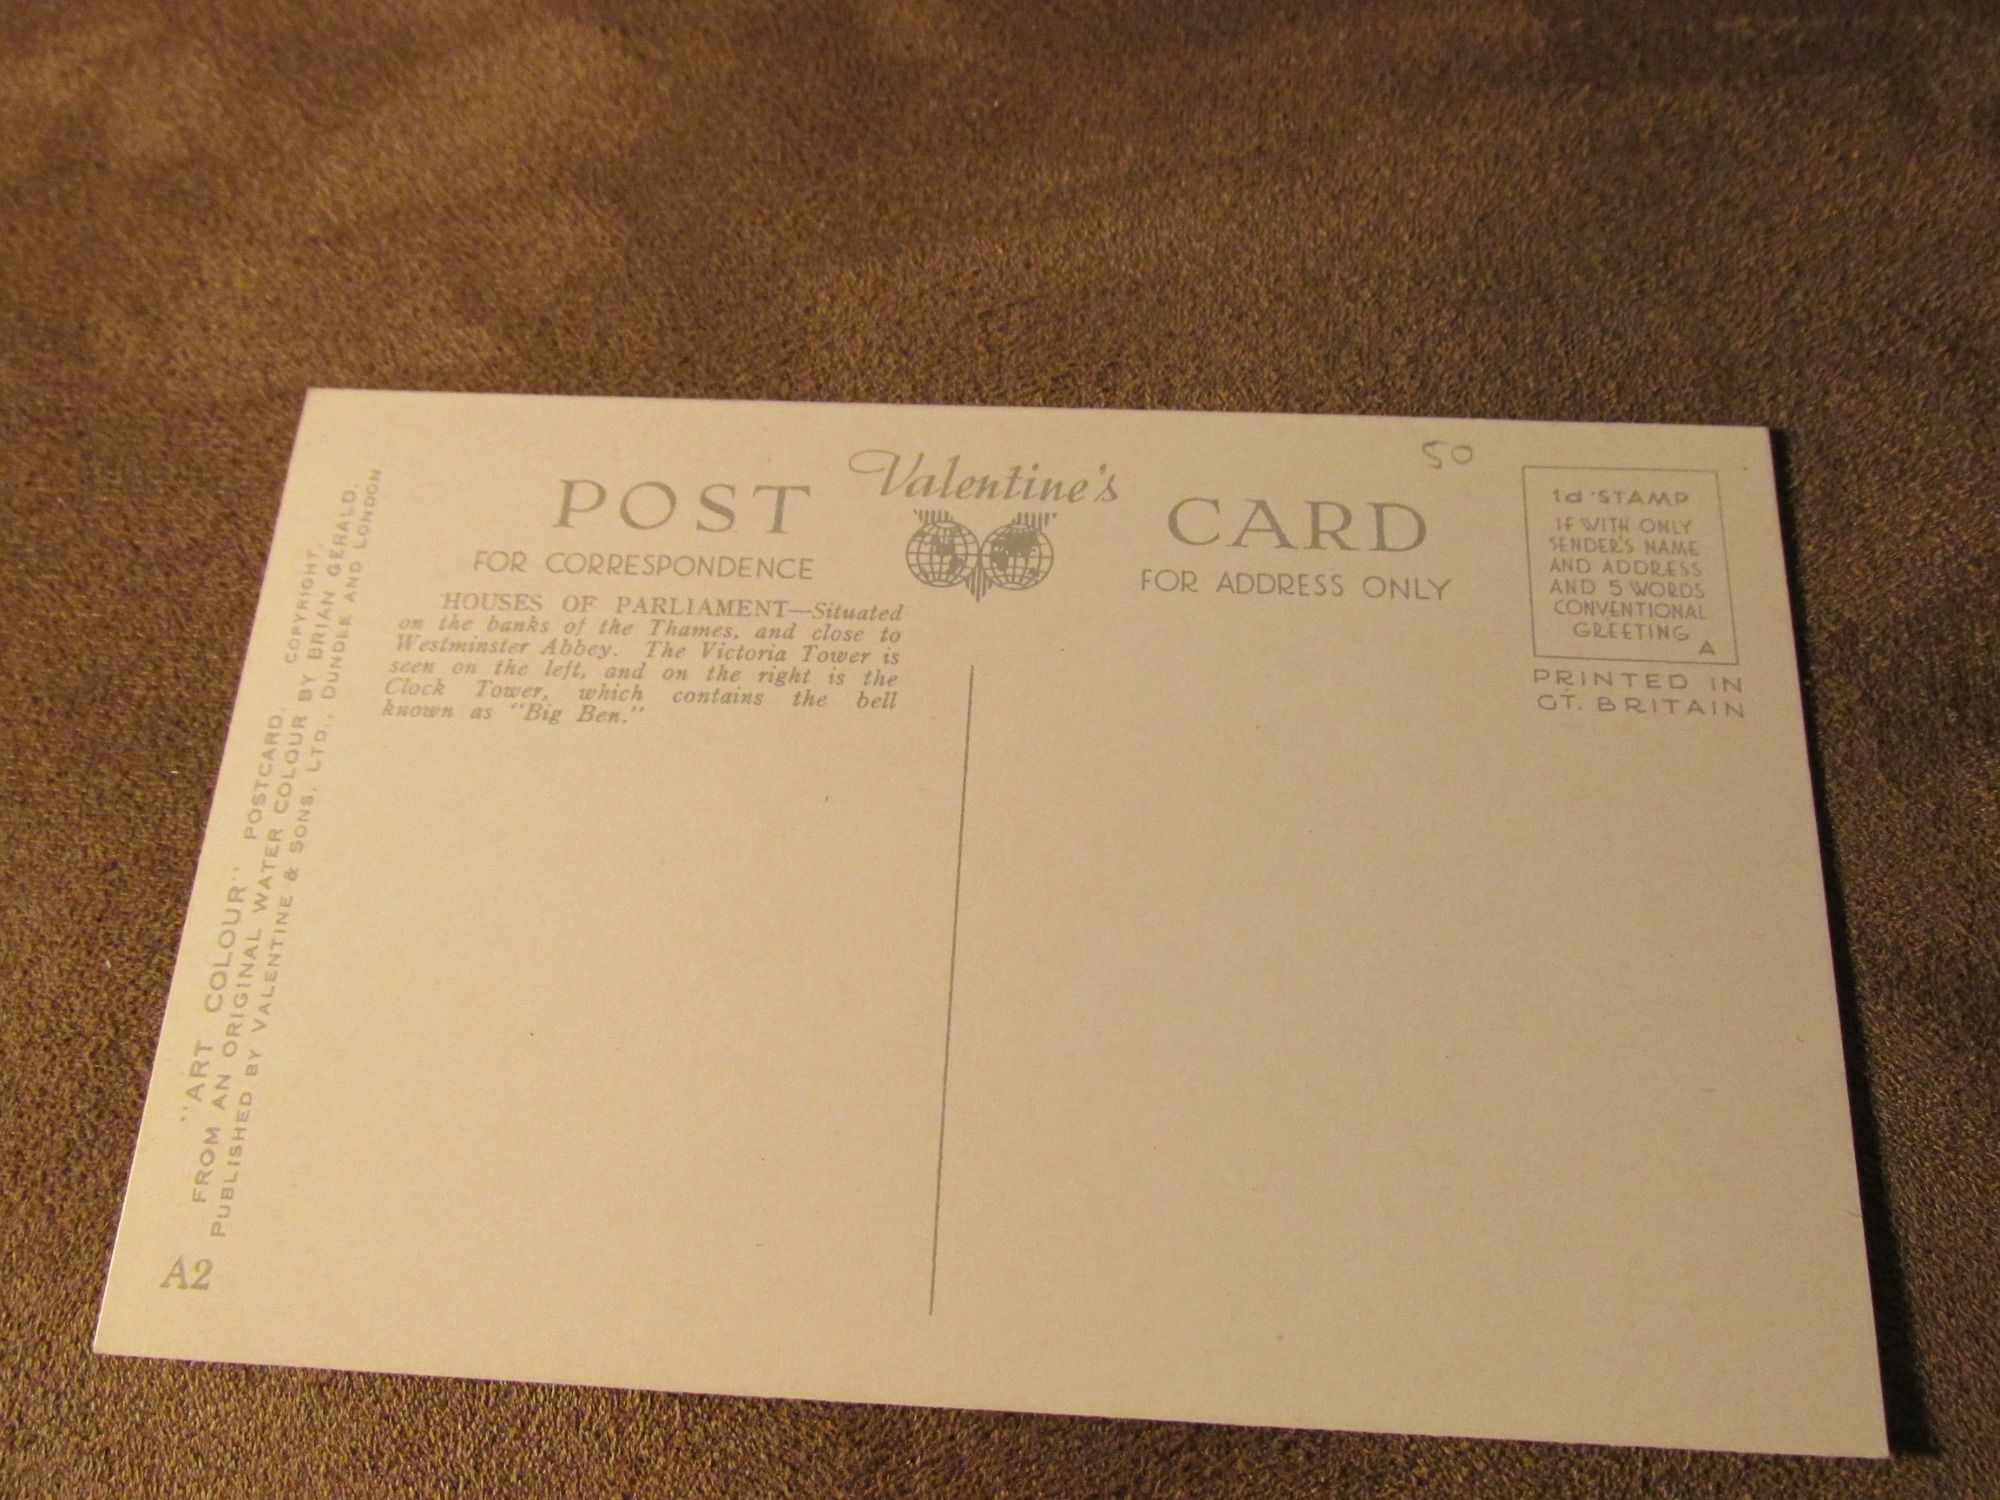 "ART COLOUR" POSTCARD. COPYRIGHT.
FROM AN ORIGINAL WATER COLOUR BY BRIAN GERALD.
PUBLISHED BY VALENTINE & SONS, LTD., DUNDEE AND LONDON
A2
Valentine's
POST CARD
FOR CORRESPONDENCE
FOR ADDRESS ONLY
HOUSES OF PARLIAMENT—Situated
on the banks of the Thames, and close to
Westminster Abbey. The Victoria Tower is
seen on the left, and on the right is the
Clock Tower, which contains the bell
known as "Big Ben."
50
1d STAMP
IF WITH ONLY
SENDER'S NAME
AND ADDRESS
AND 5 WORDS
CONVENTIONAL
GREETING
A
PRINTED IN
GT. BRITAIN